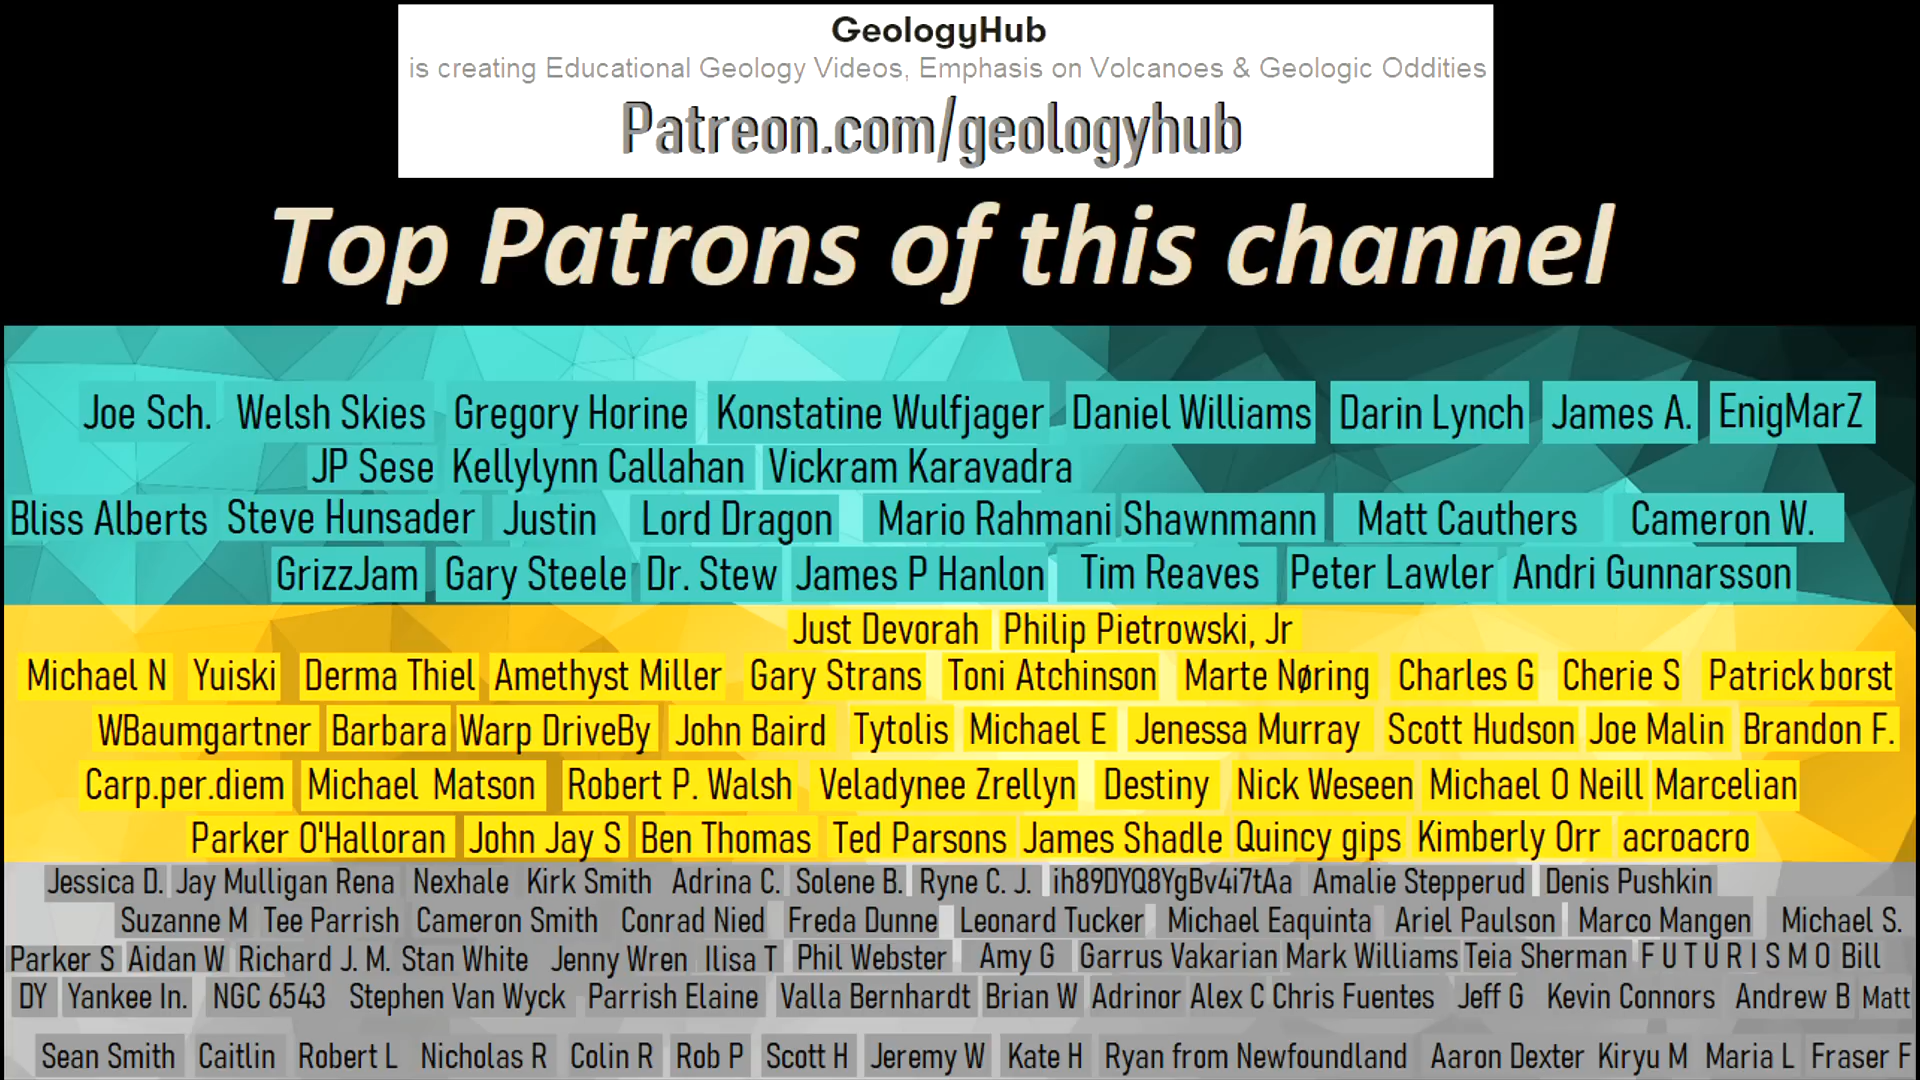 GeologyHub
is creating Educational Geology Videos, Emphasis on Volcanoes & Geologic Oddities
Patreon.com/geologyhub
Top Patrons of this channel
Joe Sch. Welsh Skies Gregory Horine Konstatine Wulfjager Daniel Williams Darin Lynch James A. EnigMarZ
JP Sese Kellylynn Callahan Vickram Karavadra
Bliss Alberts Steve Hunsader Justin Lord Dragon Mario Rahmani Shawnmann Matt Cauthers Cameron W.
GrizzJam Gary Steele Dr. Stew James P Hanlon Tim Reaves Peter Lawler Andri Gunnarsson
Just Devorah Philip Pietrowski, Jr
Michael N Yuiski Derma Thiel Amethyst Miller Gary Strans Toni Atchinson Marte Nøring Charles G Cherie S Patrick borst
WBaumgartner Barbara Warp DriveBy John Baird Tytolis Michael E Jenessa Murray Scott Hudson Joe Malin Brandon F.
Carp.per.diem Michael Matson Robert P. Walsh Veladynee Zrellyn Destiny Nick Weseen Michael O Neill Marcelian
Parker O'Halloran John Jay S Ben Thomas Ted Parsons James Shadle Quincy gips Kimberly Orr acroacro
Jessica D. Jay Mulligan Rena Nexhale Kirk Smith Adrina C. Solene B. Ryne C. J. ih89DYQ8YgBv4i7tAa Amalie Stepperud Denis Pushkin
Suzanne M Tee Parrish Cameron Smith Conrad Nied Freda Dunne Leonard Tucker Michael Eaquinta Ariel Paulson Marco Mangen Michael S.
Parker S Aidan W Richard J. M. Stan White Jenny Wren Ilisa T Phil Webster Amy G Garrus Vakarian Mark Williams Teia Sherman F U T U R I S M O Bill
DY Yankee In. NGC 6543 Stephen Van Wyck Parrish Elaine Valla Bernhardt Brian W Adrinor Alex C Chris Fuentes Jeff G Kevin Connors Andrew B Matt
Sean Smith Caitlin Robert L Nicholas R Colin R Rob P Scott H Jeremy W Kate H Ryan from Newfoundland Aaron Dexter Kiryu M Maria L Fraser F